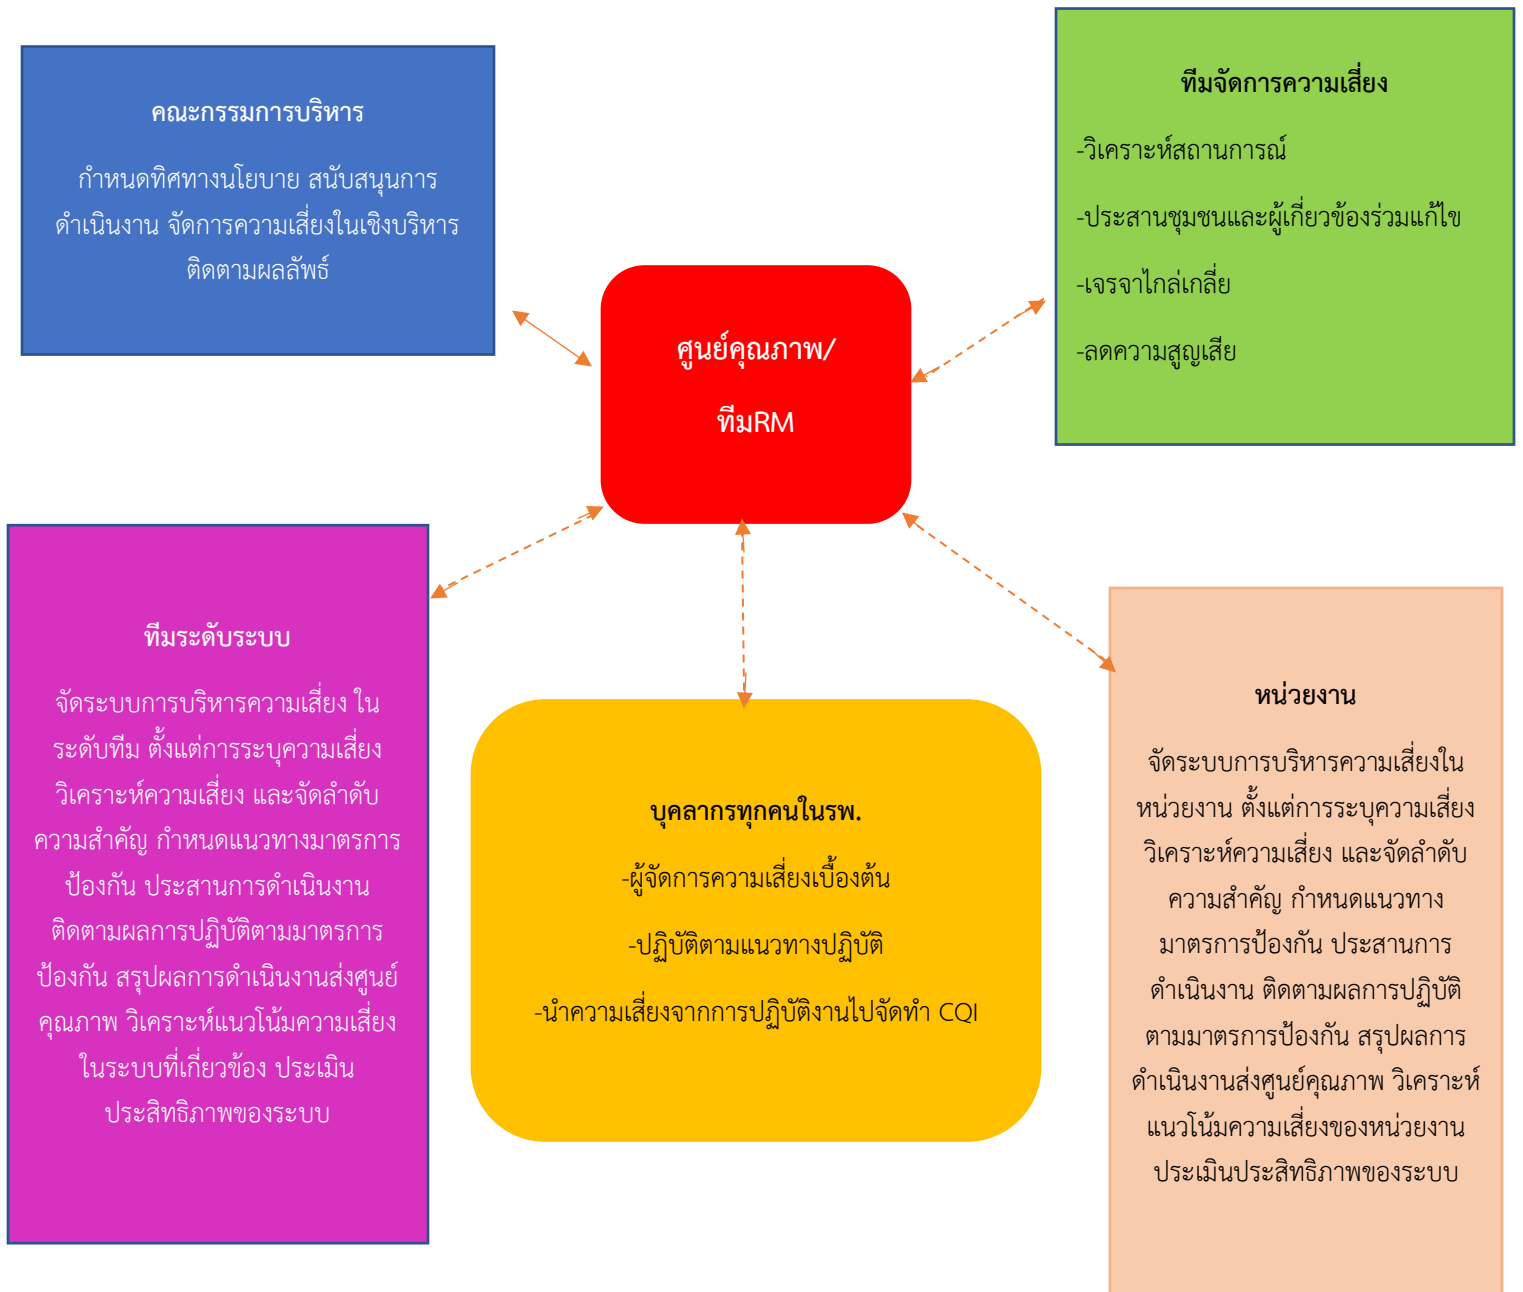 คณะกรรมการบริหาร
กำหนดทิศทางนโยบาย สนับสนุนการ
ดำเนินงาน จัดการความเสี่ยงในเชิงบริหาร
ติดตามผลลัพธ์
ทีมจัดการความเสี่ยง
-วิเคราะห์สถานการณ์
-ประสานชุมชนและผู้เกี่ยวข้องร่วมแก้ไข
-เจรจาไกล่เกลี่ย
-ลดความสูญเสีย
ศูนย์คุณภาพ/
ทีมRM
ทีมระดับระบบ
จัดระบบการบริหารความเสี่ยง ใน
ระดับทีม ตั้งแต่การระบุความเสี่ยง
วิเคราะห์ความเสี่ยง และจัดลำดับ
ความสำคัญ กำหนดแนวทางมาตรการ
ป้องกัน ประสานการดำเนินงาน
ติดตามผลการปฏิบัติตามมาตรการ
ป้องกัน สรุปผลการดำเนินงานส่งศูนย์
คุณภาพ วิเคราะห์แนวโน้มความเสี่ยง
ในระบบที่เกี่ยวข้อง ประเมิน
ประสิทธิภาพของระบบ
บุคลากรทุกคนในรพ.
-ผู้จัดการความเสี่ยงเบื้องต้น
-ปฏิบัติตามแนวทางปฏิบัติ
-นำความเสี่ยงจากการปฏิบัติงานไปจัดทำ CQI
หน่วยงาน
จัดระบบการบริหารความเสี่ยงใน
หน่วยงาน ตั้งแต่การระบุความเสี่ยง
วิเคราะห์ความเสี่ยง และจัดลำดับ
ความสำคัญ กำหนดแนวทาง
มาตรการป้องกัน ประสานการ
ดำเนินงาน ติดตามผลการปฏิบัติ
ตามมาตรการป้องกัน สรุปผลการ
ดำเนินงานส่งศูนย์คุณภาพ วิเคราะห์
แนวโน้มความเสี่ยงของหน่วยงาน
ประเมินประสิทธิภาพของระบบ